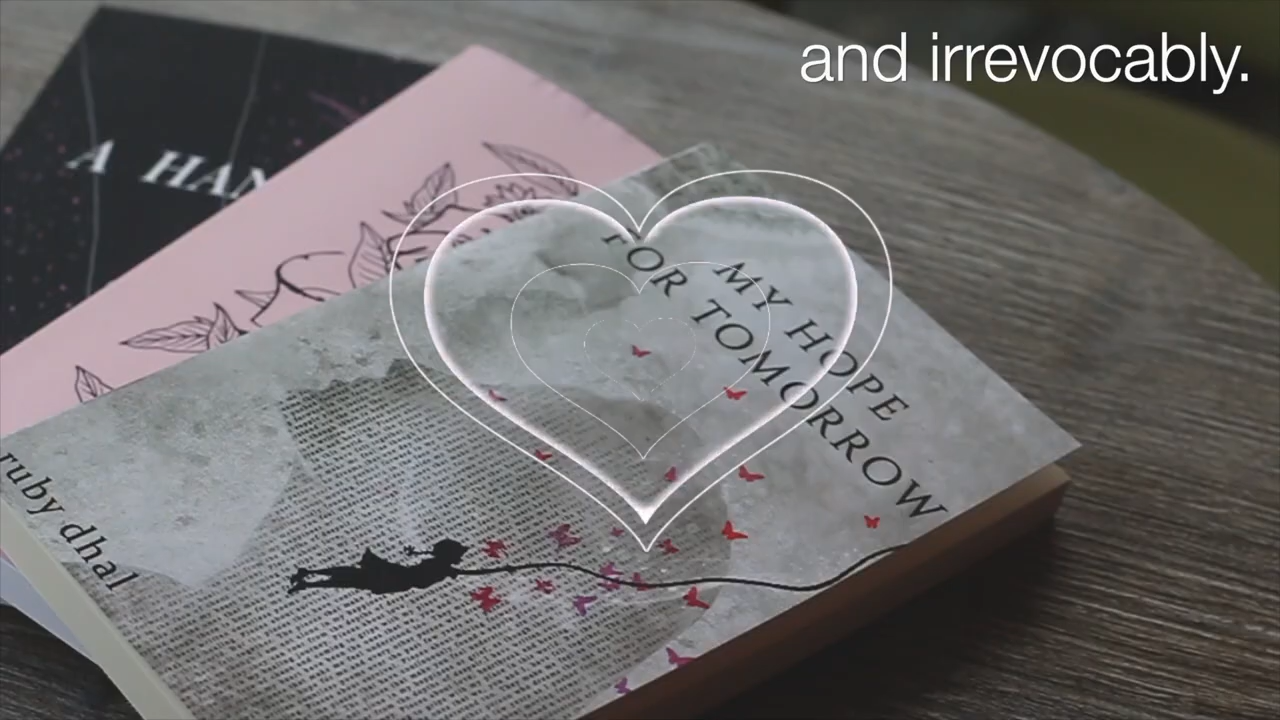 and irrevocably.
A HAN
MY HOPE
FOR TOMORROW
ruby dhal